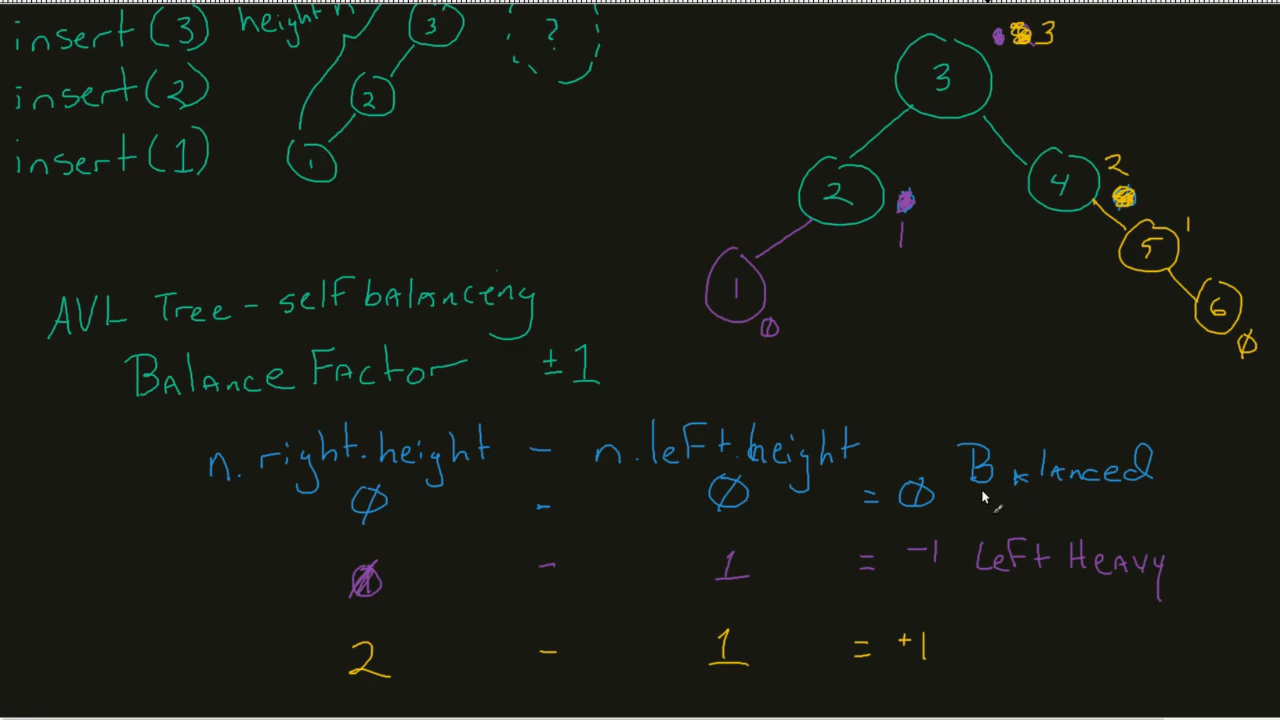 insert(3) height n
3
?
insert(2)
2
insert(1)
1
3
3
2
1
4
2
5
1
1
0
6
0
AVL Tree - self balancing
Balance Factor ±1
n.right.height - n.left.height
0 - 0 = 0 Balanced
- 1 = -1 Left Heavy
2 - 1 = +1